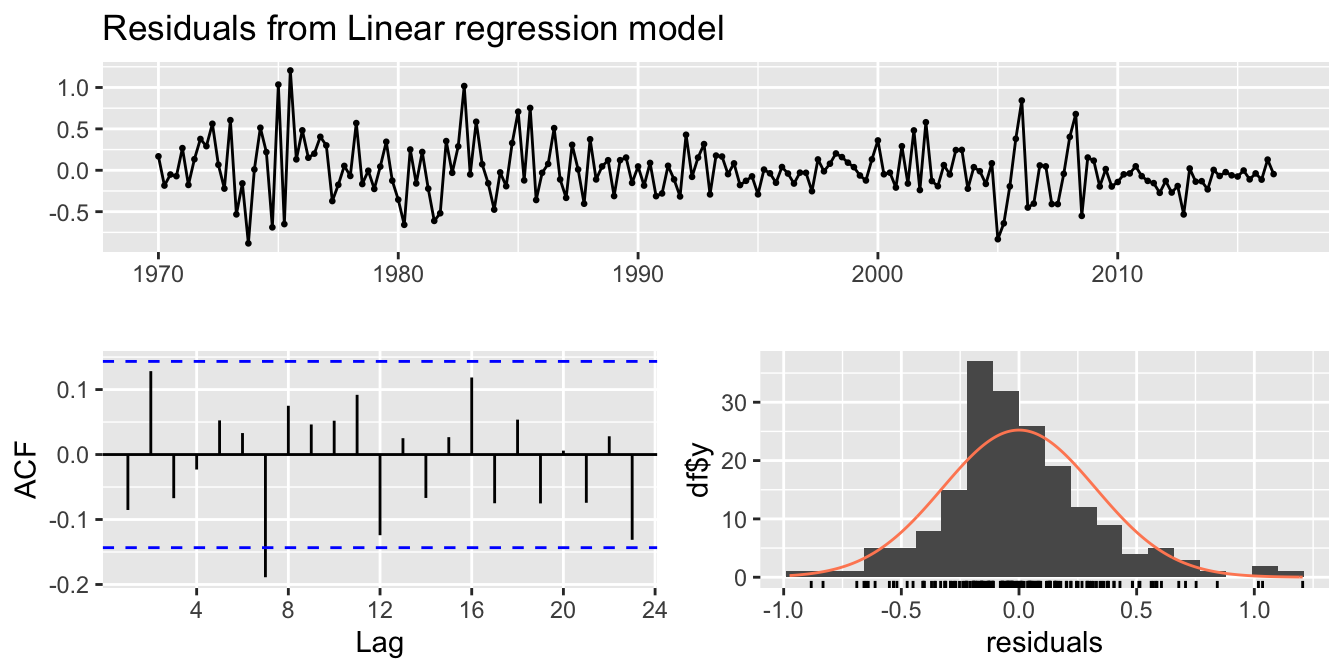 Residuals from Linear regression model
1.0
0.5
0.0
-0.5
1970 1980 1990 2000 2010
ACF
0.1
0.0
-0.1
-0.2
4 8 12 16 20 24
Lag
df$y
30
20
10
0
-1.0 -0.5 0.0 0.5 1.0
residuals